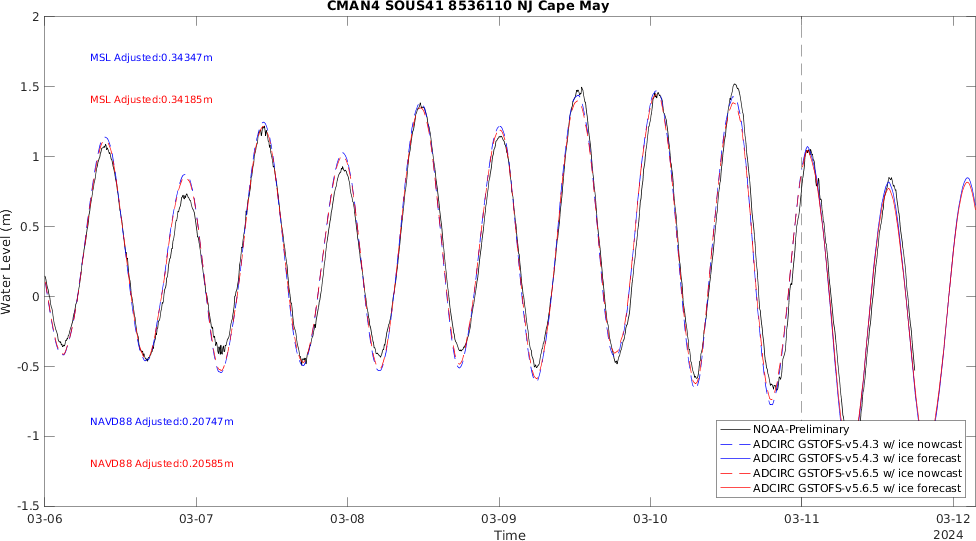 CMAN4 SOUS41 8536110 NJ Cape May
2
1.5
1
0.5
0
-0.5
-1
-1.5
Water Level (m)
MSL Adjusted:0.34347m
MSL Adjusted:0.34185m
NAVD88 Adjusted:0.20747m
NAVD88 Adjusted:0.20585m
NOAA-Preliminary
ADCIRC GSTOFS-v5.4.3 w/ ice nowcast
ADCIRC GSTOFS-v5.4.3 w/ ice forecast
ADCIRC GSTOFS-v5.6.5 w/ ice nowcast
ADCIRC GSTOFS-v5.6.5 w/ ice forecast
03-06 03-07 03-08 03-09 03-10 03-11 03-12
Time
2024